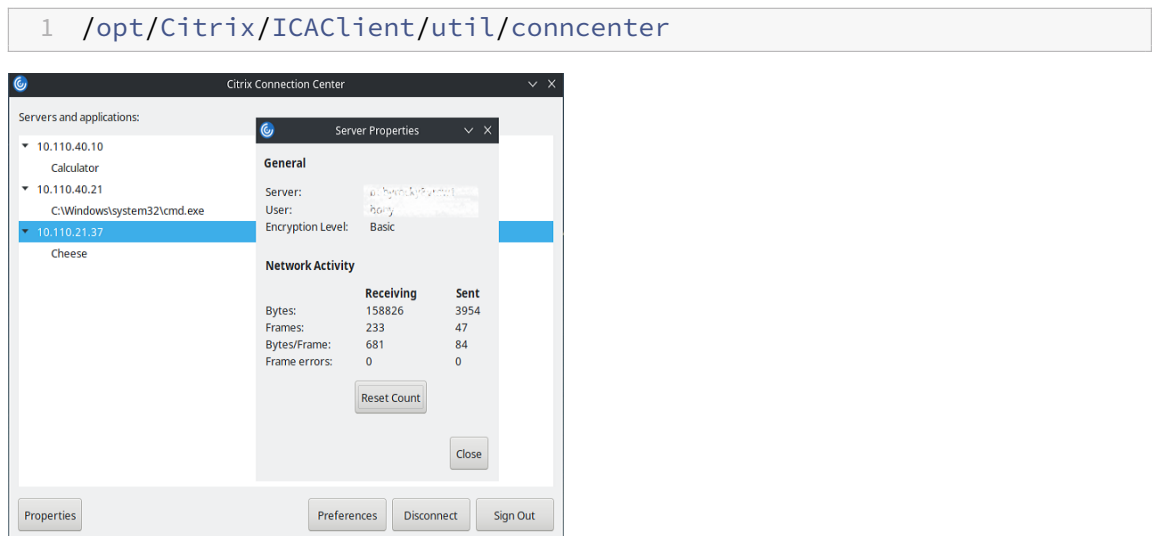 1 /opt/Citrix/ICAClient/util/conncenter
Citrix Connection Center
Servers and applications:
10.110.40.10
Calculator
10.110.40.21
C:\Windows\system32\cmd.exe
10.110.21.37
Cheese
Server Properties
General
Server:
User:
Encryption Level: Basic
Network Activity
Receiving Sent
Bytes: 158826 3954
Frames: 233 47
Bytes/Frame: 681 84
Frame errors: 0 0
Reset Count
Close
Properties Preferences Disconnect Sign Out